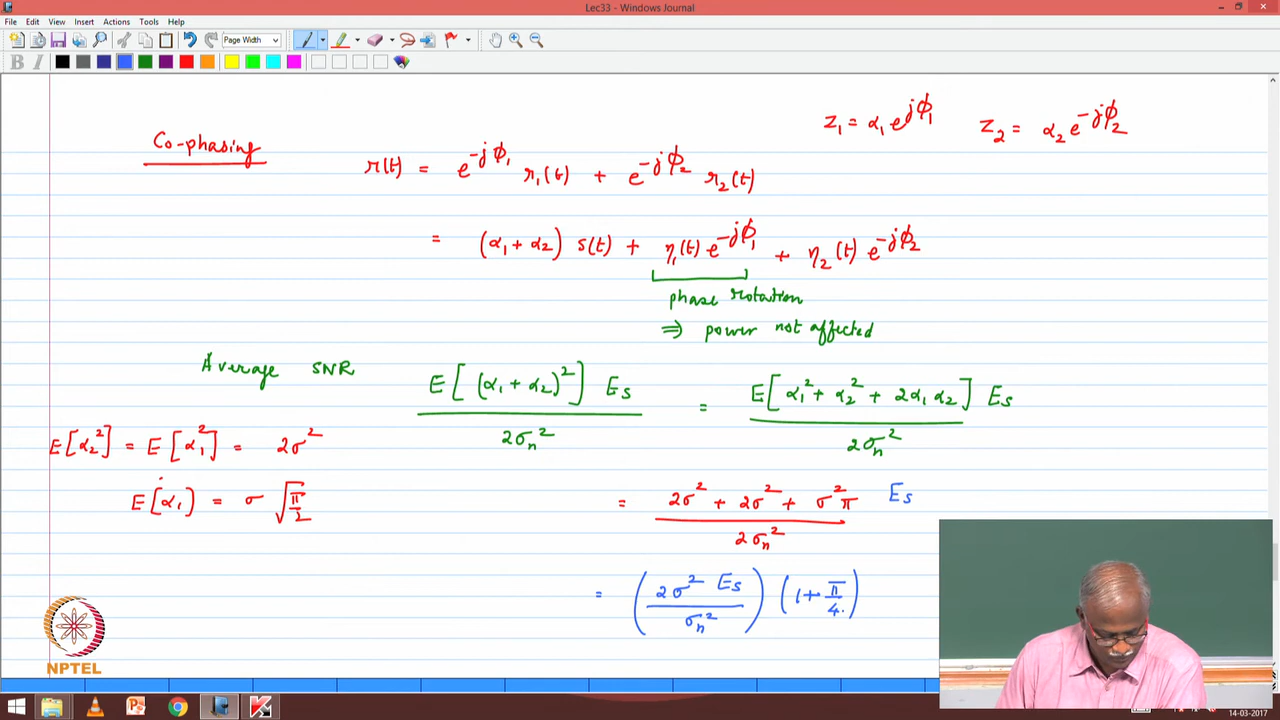 Lec33 - Windows Journal
File Edit View Insert Actions Tools Help
Page Width
B I
z₁ = α₁ e^{jϕ₁} z₂ = α₂ e^{-jϕ₂}
Co-phasing
r(t) = e^{-jϕ₁} r₁(t) + e^{-jϕ₂} r₂(t)
= (α₁ + α₂) s(t) + η₁(t) e^{-jϕ₁} + η₂(t) e^{-jϕ₂}
phase rotation
⇒ power not affected
Average SNR E[(α₁ + α₂)²] Es / 2σₙ² = E[α₁² + α₂² + 2α₁α₂] Es / 2σₙ²
E[α₂²] = E[α₁²] = 2σ²
E[α₁] = σ √(π/2)
= (2σ² + 2σ² + σ²π) / 2σₙ² Es
= (2σ² Es / σₙ²) (1 + π/4)
NPTEL
14-03-2017